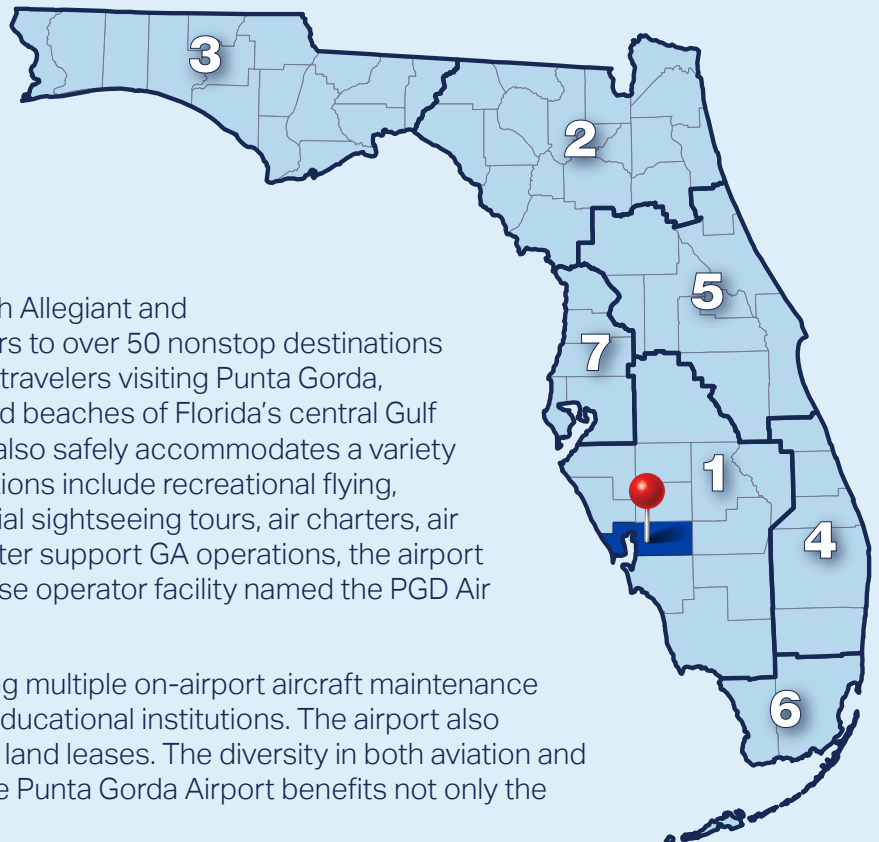 3
2
5
7
1
4
6
h Allegiant and
rs to over 50 nonstop destinations
travelers visiting Punta Gorda,
d beaches of Florida's central Gulf
also safely accommodates a variety
tions include recreational flying,
ial sightseeing tours, air charters, air
ter support GA operations, the airport
se operator facility named the PGD Air
g multiple on-airport aircraft maintenance
educational institutions. The airport also
land leases. The diversity in both aviation and
e Punta Gorda Airport benefits not only the